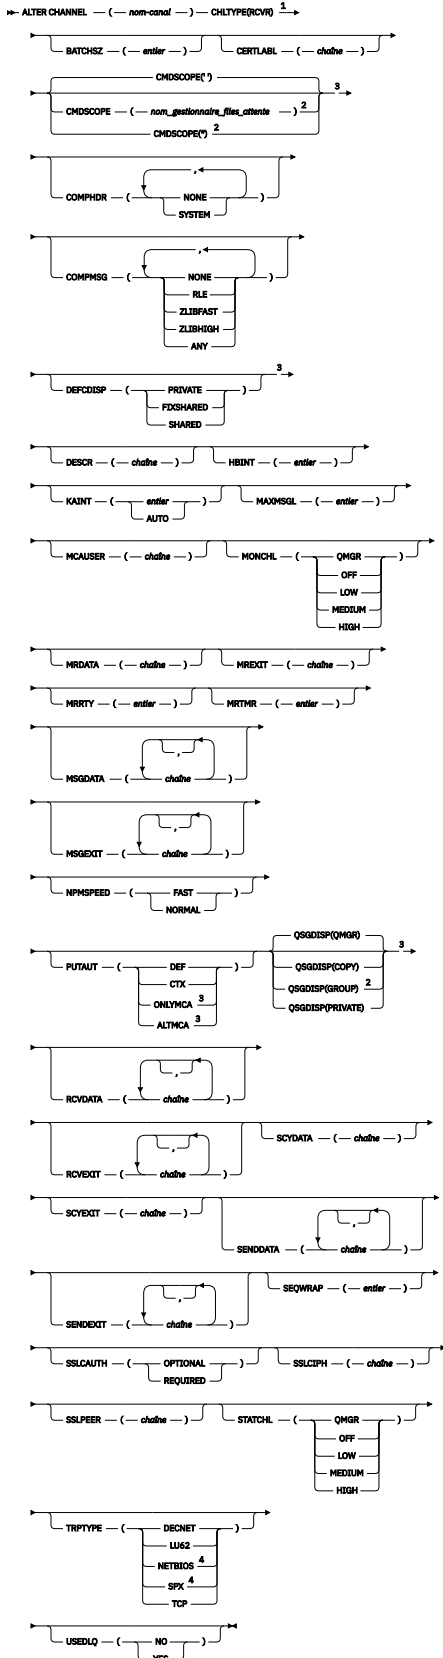 ALTER CHANNEL ( nom-canal ) CHLTYPE(RCVR) 1
BATCHSZ ( entier ) CERTLABL ( chaîne )
CMDSCOPE(' ')
CMDSCOPE ( nom_gestionnaire_files_attente ) 2 3
CMDSCOPE(*) 2
COMPHDR ( , NONE )
SYSTEM
COMPMSG ( , NONE )
RLE
ZLIBFAST
ZLIBHIGH
ANY
DEFCDISP ( PRIVATE ) 3
FIXSHARED
SHARED
DESCR ( chaîne ) HBINT ( entier )
KAINT ( entier ) MAXMSGL ( entier )
AUTO
MCAUSER ( chaîne ) MONCHL ( QMGR )
OFF
LOW
MEDIUM
HIGH
MRDATA ( chaîne ) MREXIT ( chaîne )
MRRTY ( entier ) MRTMR ( entier )
,
MSGDATA ( chaîne )
,
MSGEXIT ( chaîne )
NPMSPEED ( FAST )
NORMAL
QSGDISP(QMGR) 3
PUTAUT ( DEF ) QSGDISP(COPY)
CTX QSGDISP(GROUP) 2
ONLYMCA 3 QSGDISP(PRIVATE)
ALTMCA 3
,
RCVDATA ( chaîne )
, SCYDATA ( chaîne )
RCVEXIT ( chaîne )
SCYEXIT ( chaîne ) ,
SENDDATA ( chaîne )
, SEQWRAP ( entier )
SENDEXIT ( chaîne )
SSLCAUTH ( OPTIONAL ) SSLCIPH ( chaîne )
REQUIRED
SSLPEER ( chaîne ) STATCHL ( QMGR )
OFF
LOW
MEDIUM
HIGH
TRPTYPE ( DECNET )
LU62
NETBIOS 4
SPX 4
TCP
USEDLQ ( NO )